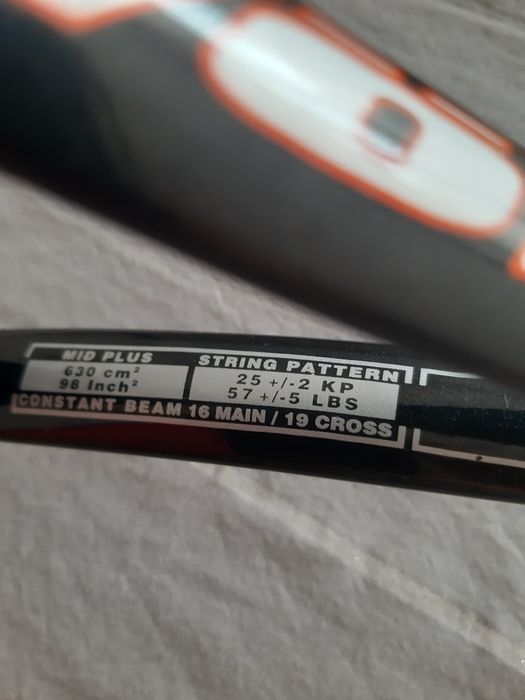 MID PLUS
630 cm²
98 Inch²
STRING PATTERN
25 +/-2 KP
57 +/-5 LBS
CONSTANT BEAM 16 MAIN / 19 CROSS